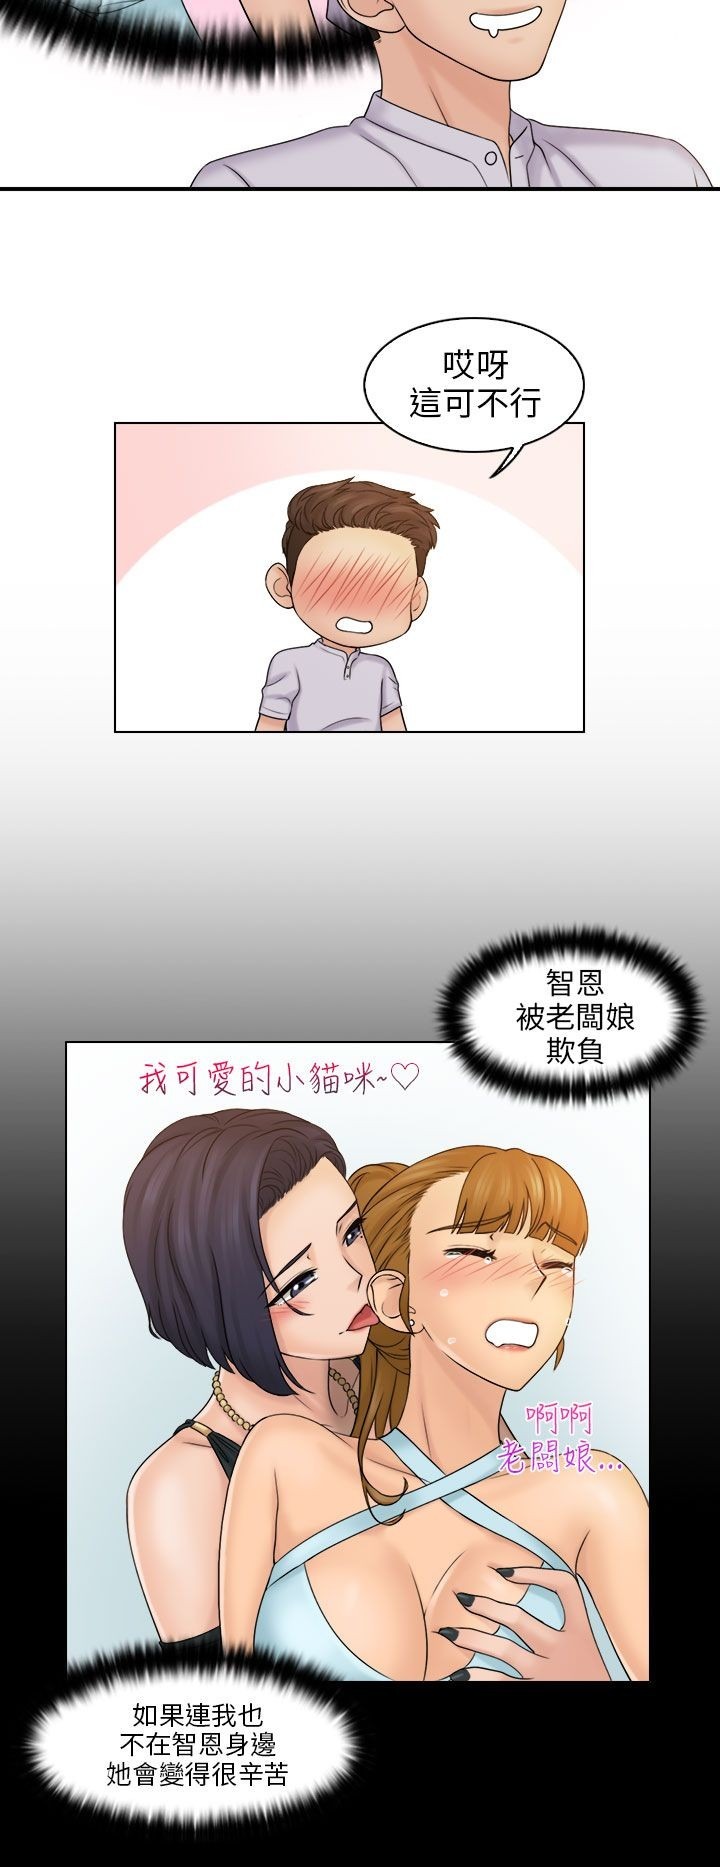 哎呀
這可不行
智恩
被老闆娘
欺負
我可愛的小貓咪~♡
啊啊
老闆娘...
如果連我也
不在智恩身邊
她會變得很辛苦